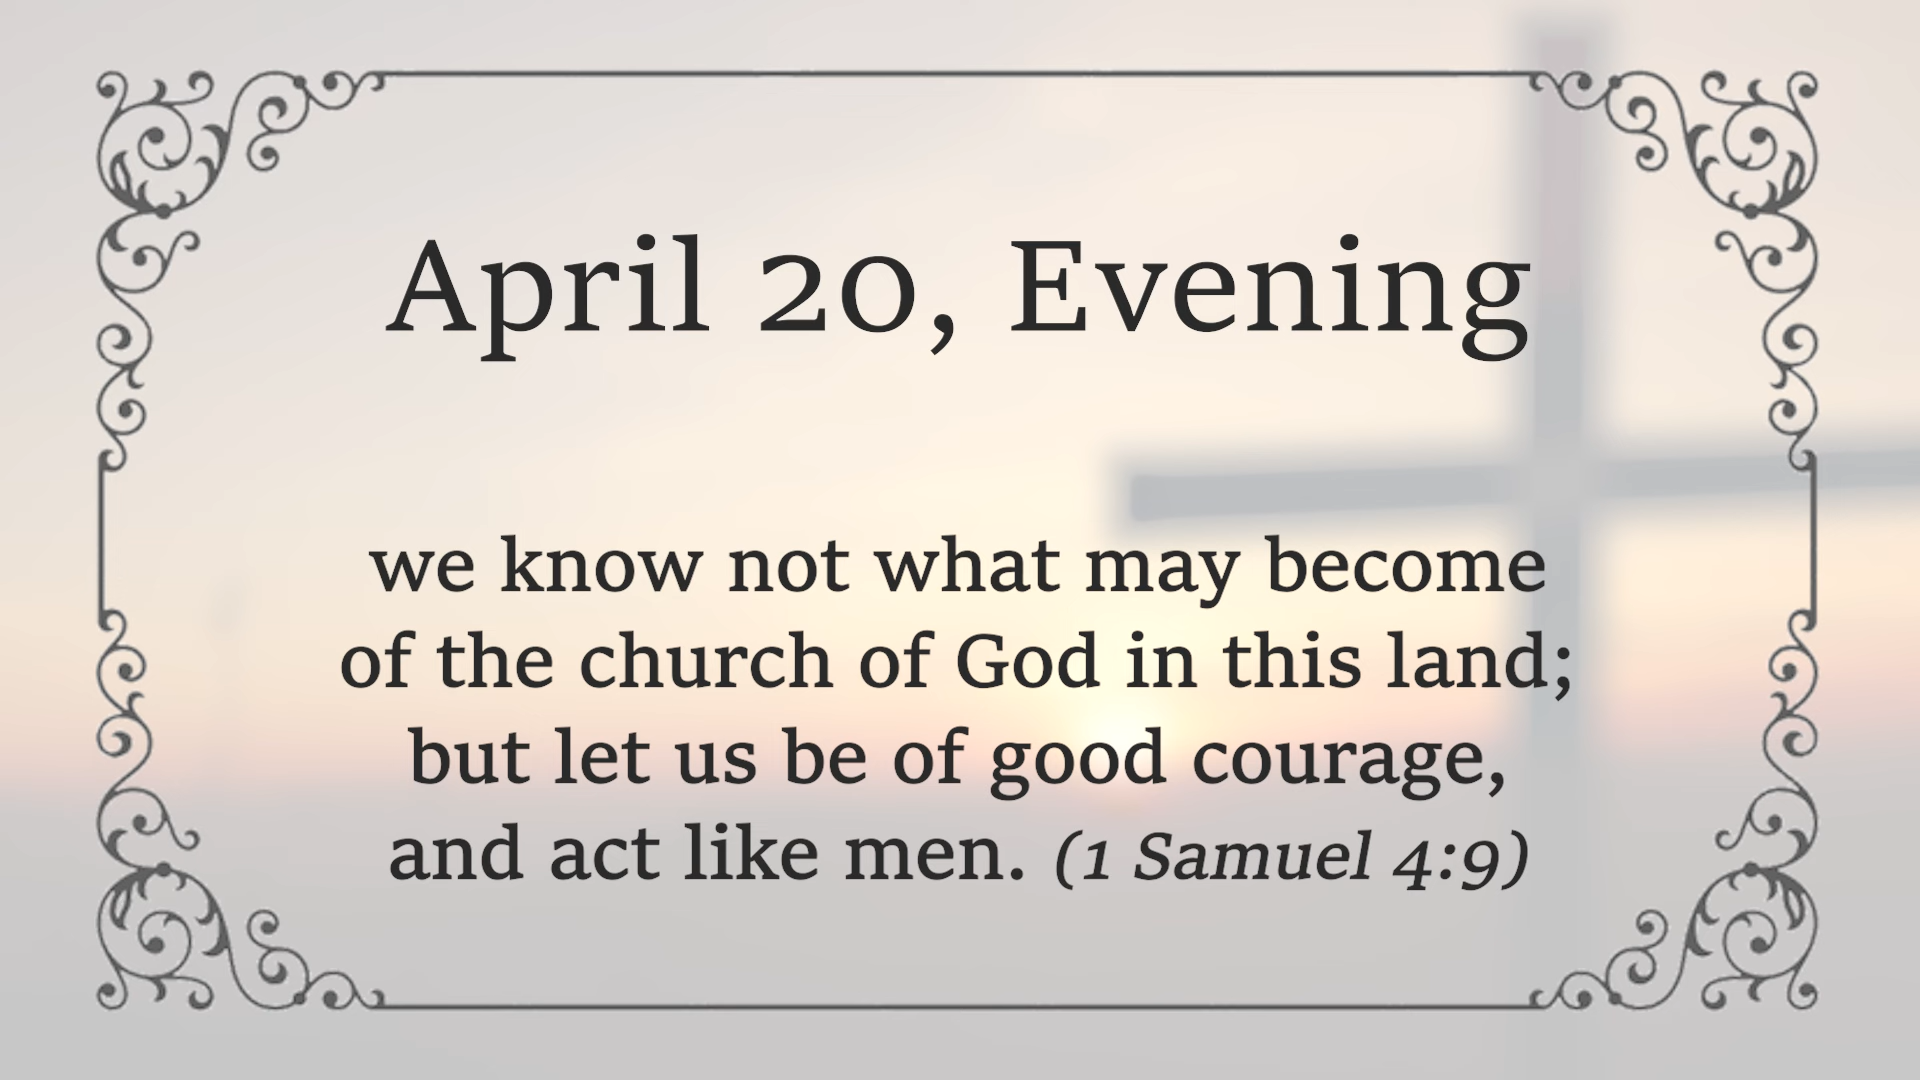 April 20, Evening
we know not what may become
of the church of God in this land;
but let us be of good courage,
and act like men. (1 Samuel 4:9)